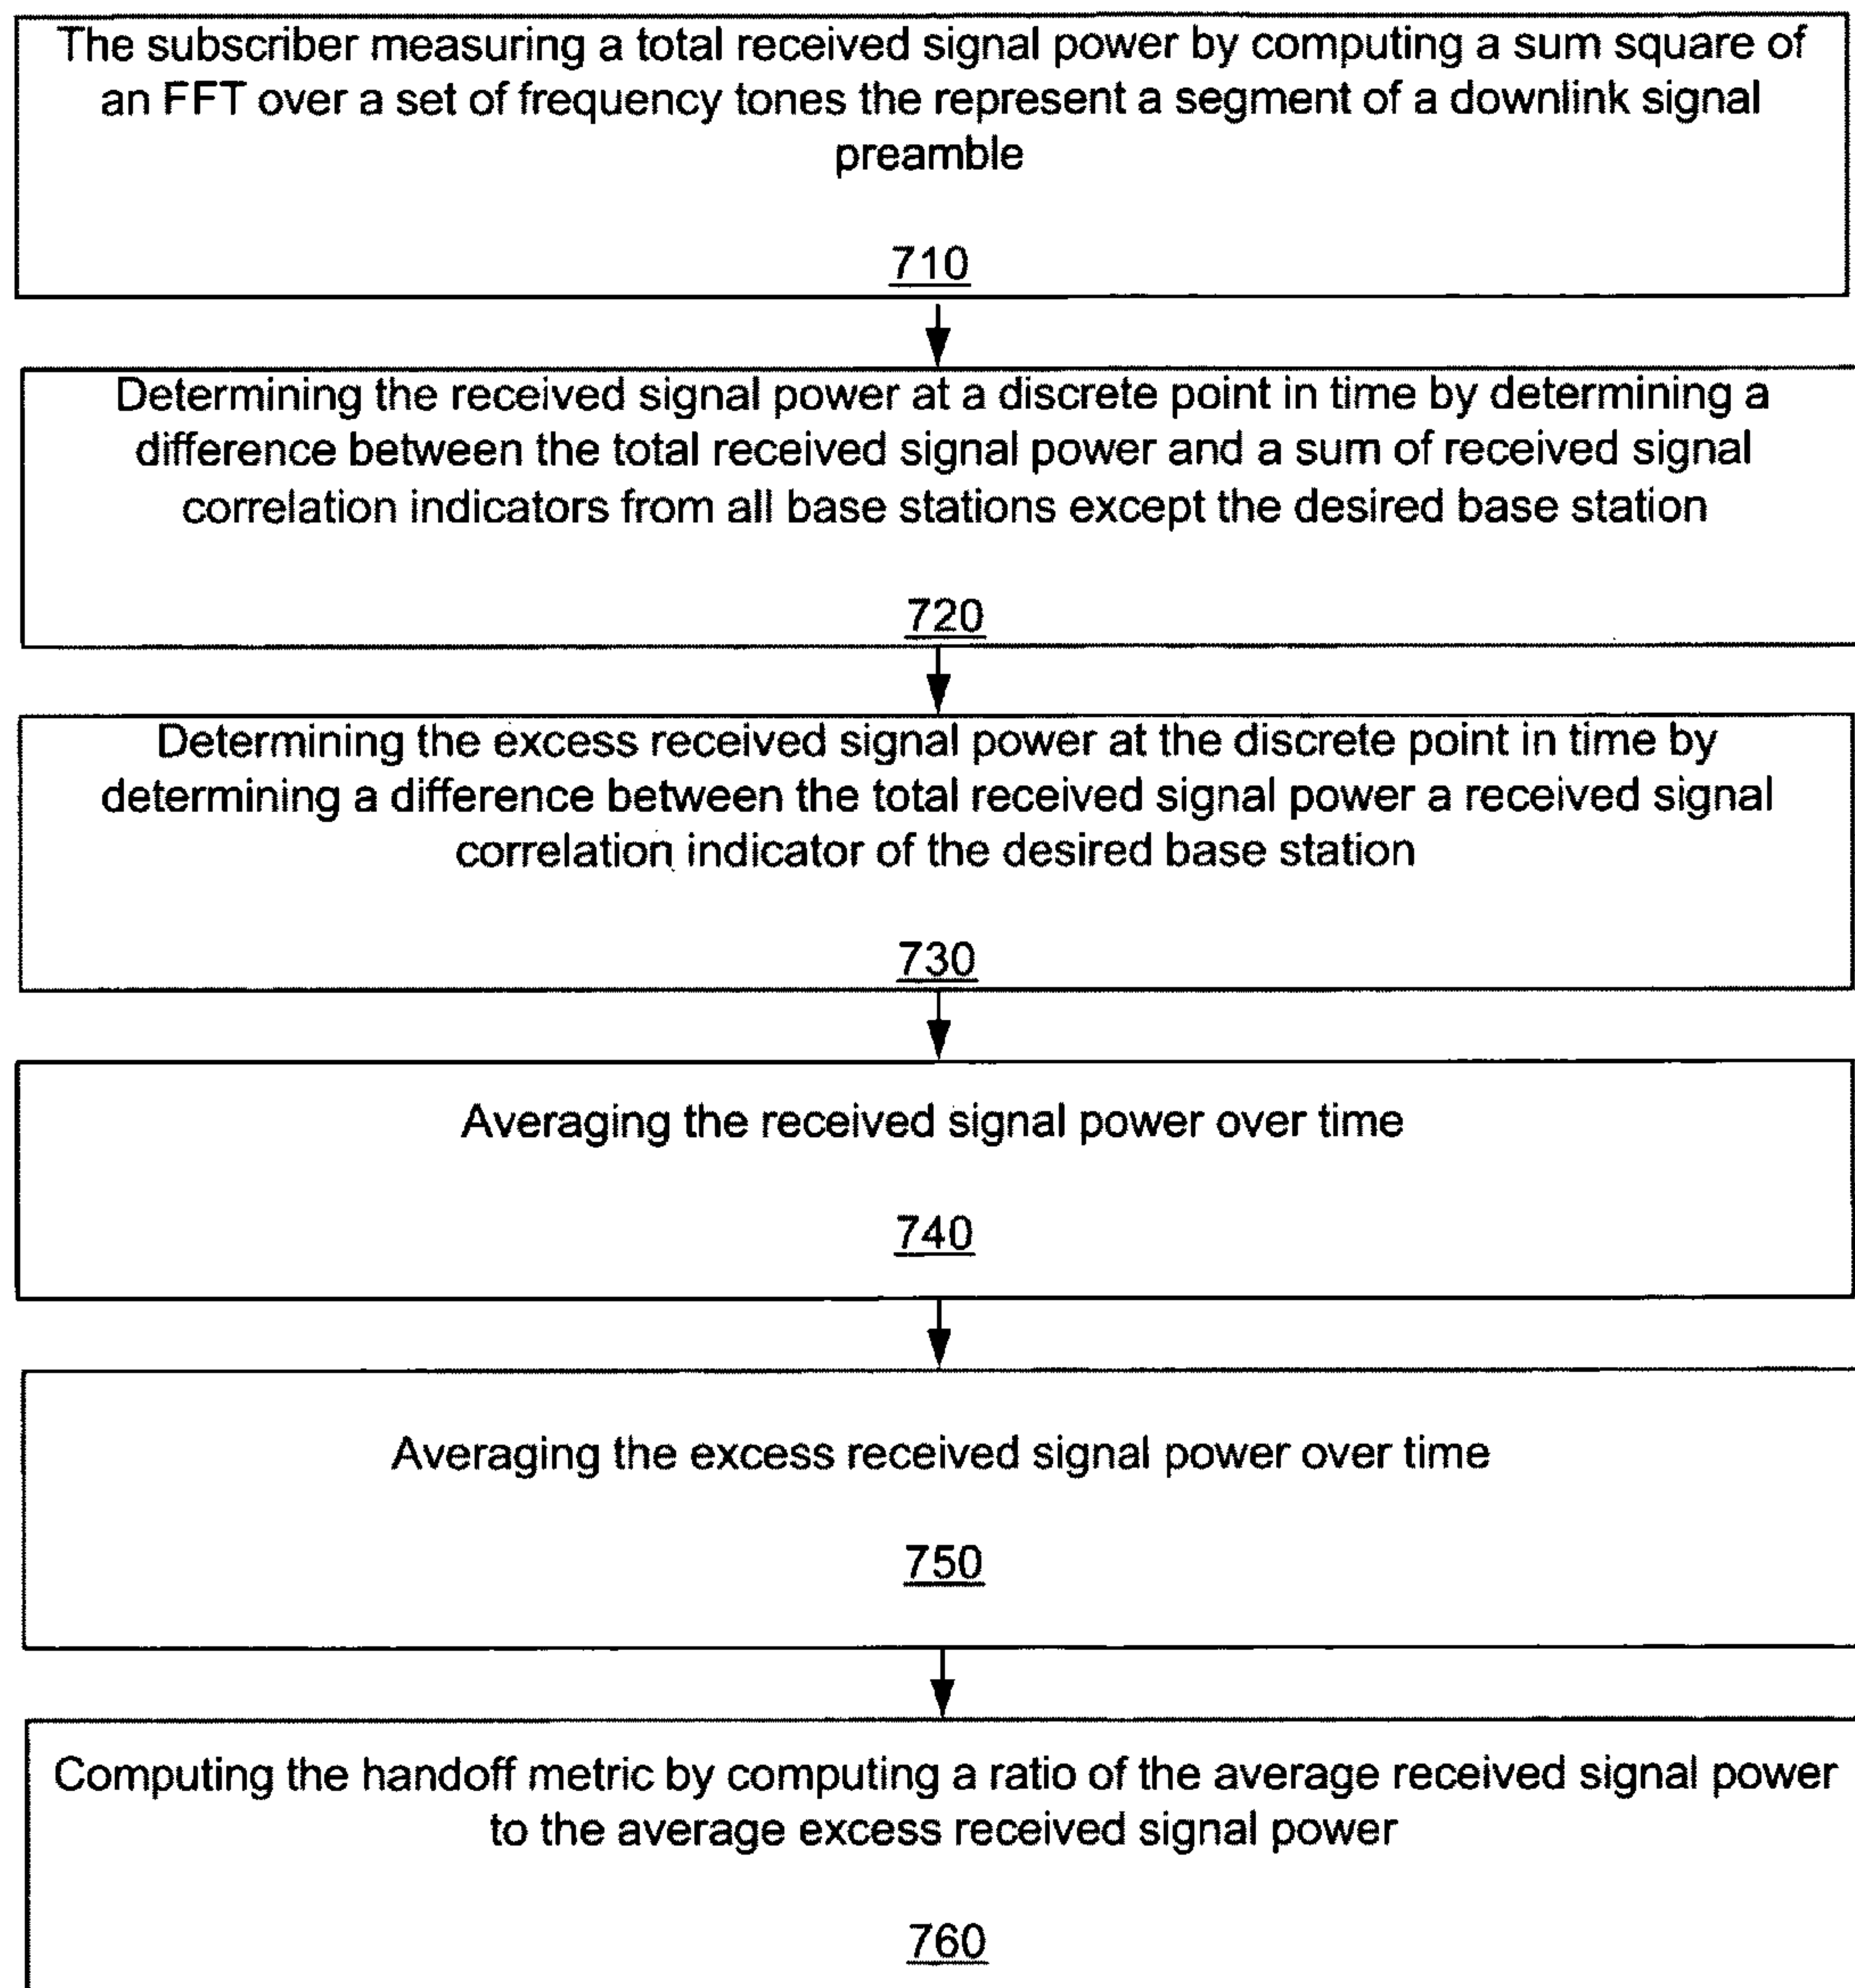 The subscriber measuring a total received signal power by computing a sum square of
an FFT over a set of frequency tones the represent a segment of a downlink signal
preamble
710
Determining the received signal power at a discrete point in time by determining a
difference between the total received signal power and a sum of received signal
correlation indicators from all base stations except the desired base station
720
Determining the excess received signal power at the discrete point in time by
determining a difference between the total received signal power a received signal
correlation indicator of the desired base station
730
Averaging the received signal power over time
740
Averaging the excess received signal power over time
750
Computing the handoff metric by computing a ratio of the average received signal power
to the average excess received signal power
760